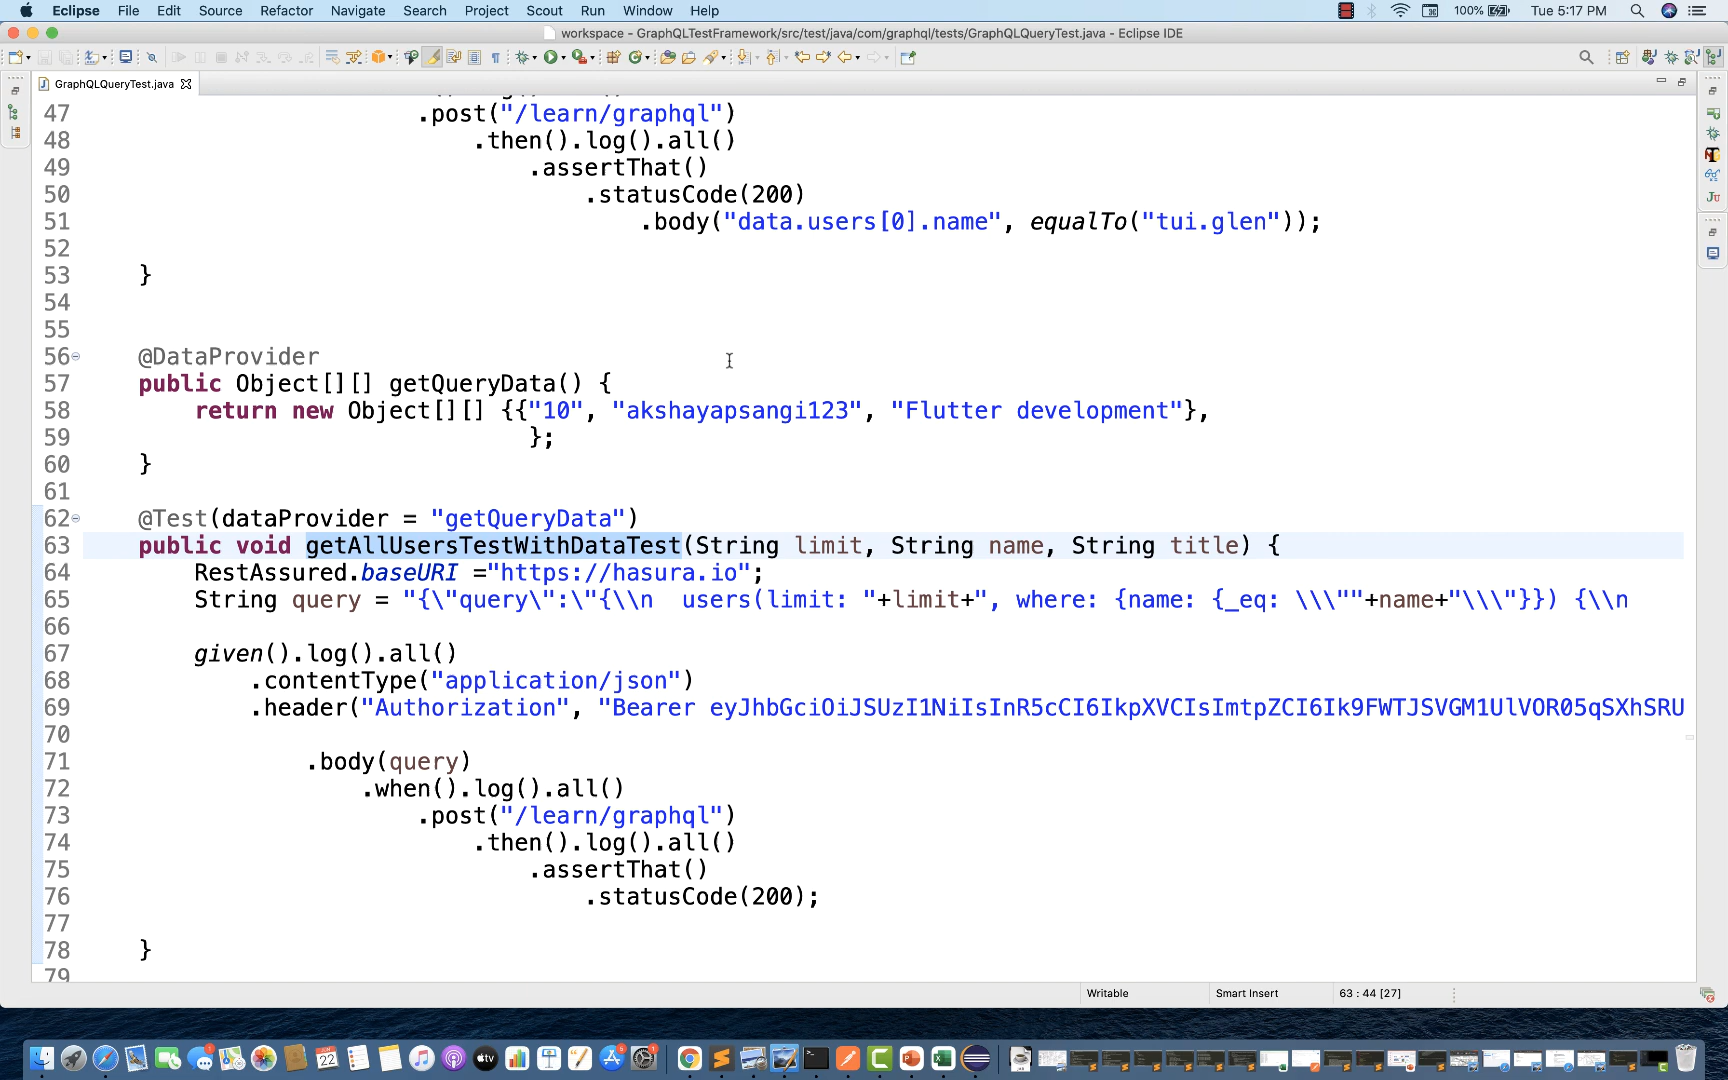 Eclipse File Edit Source Refactor Navigate Search Project Scout Run Window Help 100% Tue 5:17 PM
workspace - GraphQLTestFramework/src/test/java/com/graphql/tests/GraphQLQueryTest.java - Eclipse IDE
GraphQLQueryTest.java
47 .post("/learn/graphql")
48 .then().log().all()
49 .assertThat()
50 .statusCode(200)
51 .body("data.users[0].name", equalTo("tui.glen"));
52
53 }
54
55
56 @DataProvider
57 public Object[][] getQueryData() {
58 return new Object[][] {{"10", "akshayapsangi123", "Flutter development"},
59 };
60 }
61
62 @Test(dataProvider = "getQueryData")
63 public void getAllUsersTestWithDataTest(String limit, String name, String title) {
64 RestAssured.baseURI ="https://hasura.io";
65 String query = "{\"query\":\"{\\n  users(limit: "+limit+", where: {name: {_eq: \\\""+name+"\\\"}}) {\\n
66
67 given().log().all()
68 .contentType("application/json")
69 .header("Authorization", "Bearer eyJhbGciOiJSUzI1NiIsInR5cCI6IkpXVCIsImtpZCI6Ik9FWTJSVGM1UlVOR05qSXhSRU
70
71 .body(query)
72 .when().log().all()
73 .post("/learn/graphql")
74 .then().log().all()
75 .assertThat()
76 .statusCode(200);
77
78 }
79
Writable Smart Insert 63 : 44 [27]